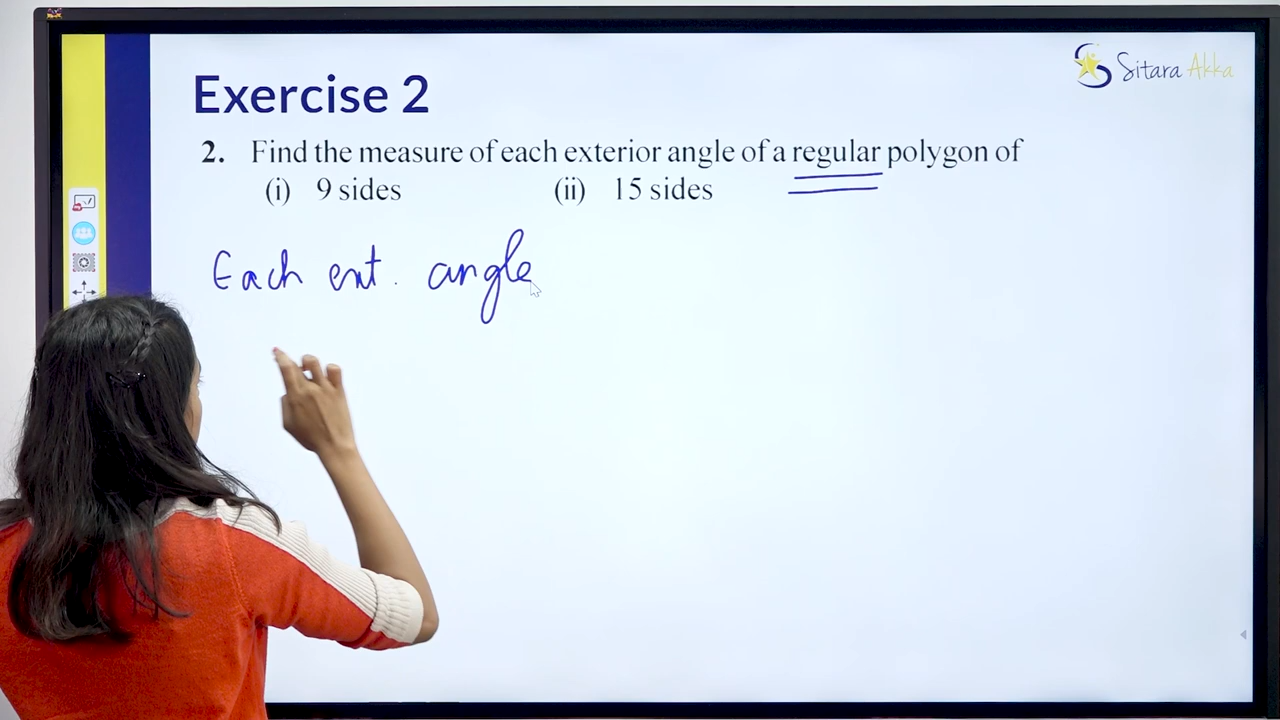 Sitara Akka
Exercise 2
2. Find the measure of each exterior angle of a regular polygon of
(i) 9 sides (ii) 15 sides
Each ext. angle